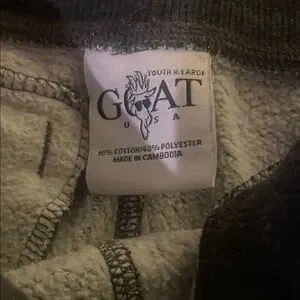 YOUTH X/LARGE
GOAT
USA
60% COTTON/40% POLYESTER
MADE IN CAMBODIA